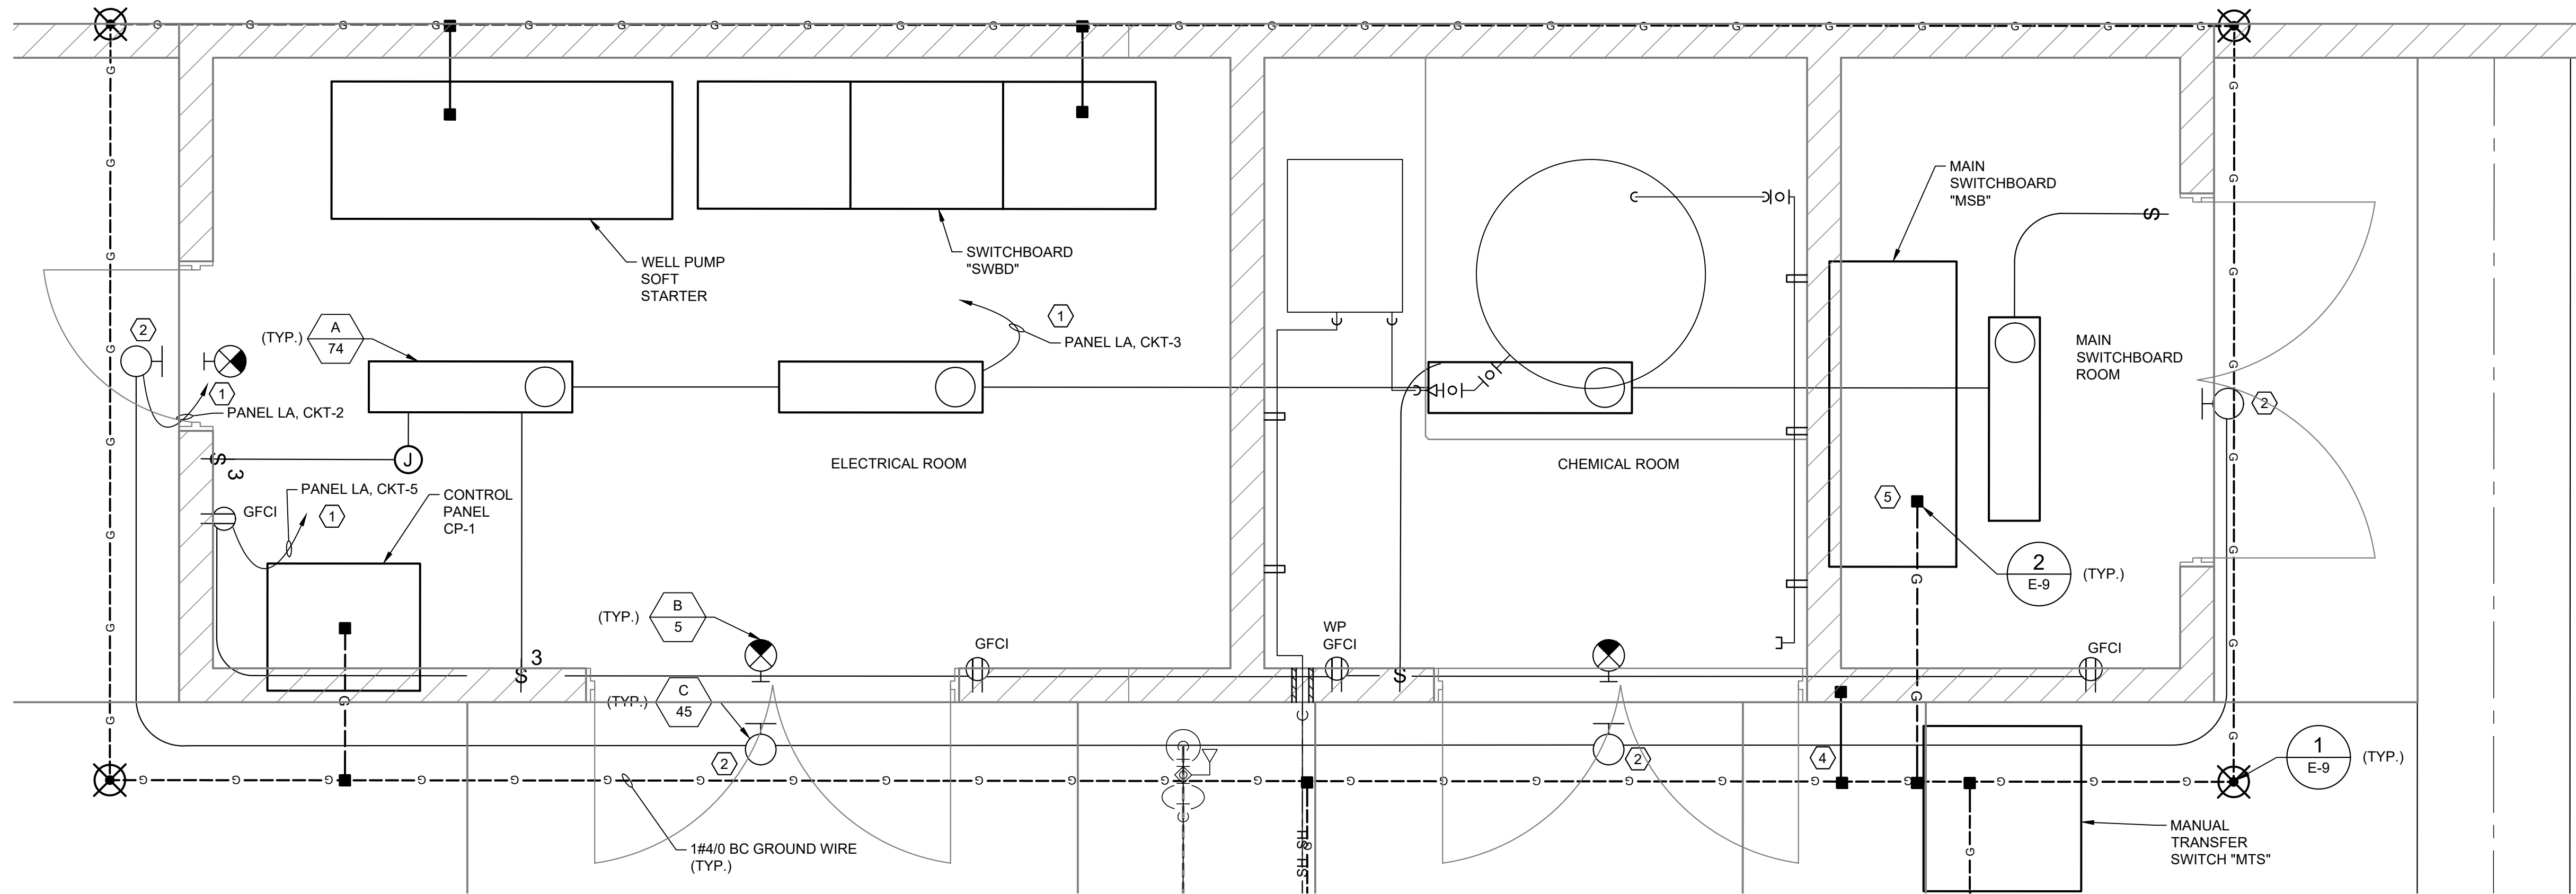 G G G G G G G G G G G G G G G G G G G G G G G
MAIN
SWITCHBOARD
"MSB"
S
WELL PUMP
SOFT
STARTER
SWITCHBOARD
"SWBD"
1
PANEL LA, CKT-3
2
(TYP.)
A
74
1
PANEL LA, CKT-2
MAIN
SWITCHBOARD
ROOM
2
S
3
J
ELECTRICAL ROOM
CHEMICAL ROOM
PANEL LA, CKT-5
CONTROL
PANEL
CP-1
GFCI
1
5
2
E-9
(TYP.)
(TYP.)
B
5
GFCI
WP
GFCI
GFCI
3
S
S
(TYP.)
C
45
2
2
4
1
E-9
(TYP.)
G G G G G G G G G G G G G G G G G G G G G G
1#4/0 BC GROUND WIRE
(TYP.)
SH SH
G
G
MANUAL
TRANSFER
SWITCH "MTS"